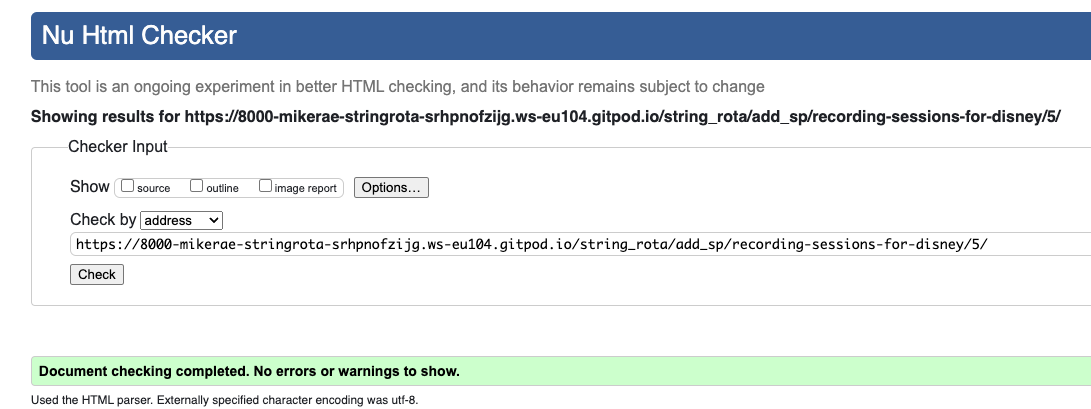 Nu Html Checker
This tool is an ongoing experiment in better HTML checking, and its behavior remains subject to change
Showing results for https://8000-mikerae-stringrota-srhpnofzijg.ws-eu104.gitpod.io/string_rota/add_sp/recording-sessions-for-disney/5/
Checker Input
Show source outline image report Options...
Check by address
https://8000-mikerae-stringrota-srhpnofzijg.ws-eu104.gitpod.io/string_rota/add_sp/recording-sessions-for-disney/5/
Check
Document checking completed. No errors or warnings to show.
Used the HTML parser. Externally specified character encoding was utf-8.